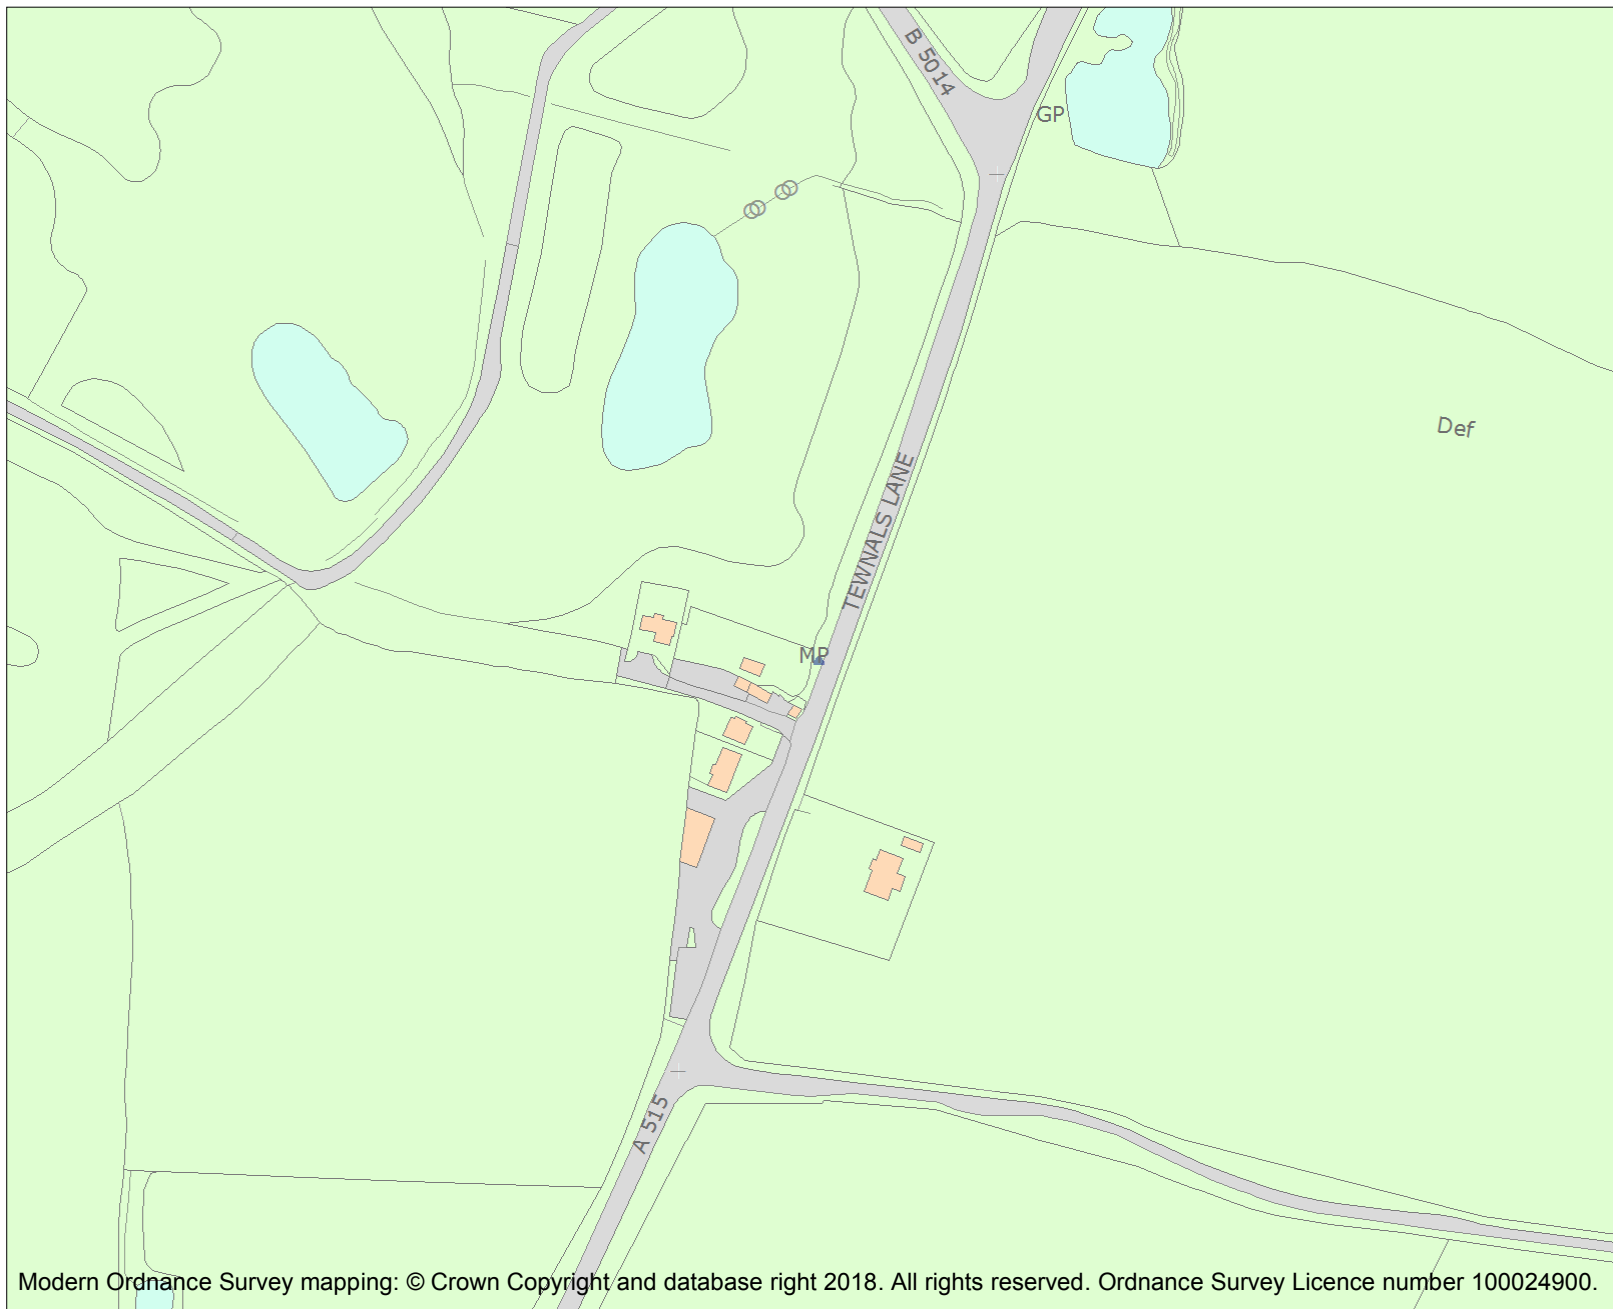 B 5014
GP
Def
TEWNALS LANE
MP
A 515
Modern Ordnance Survey mapping: © Crown Copyright and database right 2018. All rights reserved. Ordnance Survey Licence number 100024900.